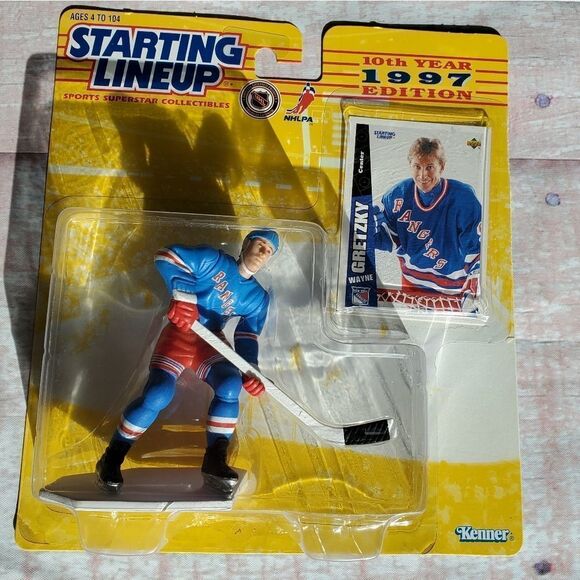 AGES 4 TO 104
STARTING
LINEUP
SPORTS SUPERSTAR COLLECTIBLES
NHLPA
10th YEAR
1997
EDITION
STARTING
LINEUP
Center
WAYNE
GRETZKY
RANGERS
RANGERS
Kenner